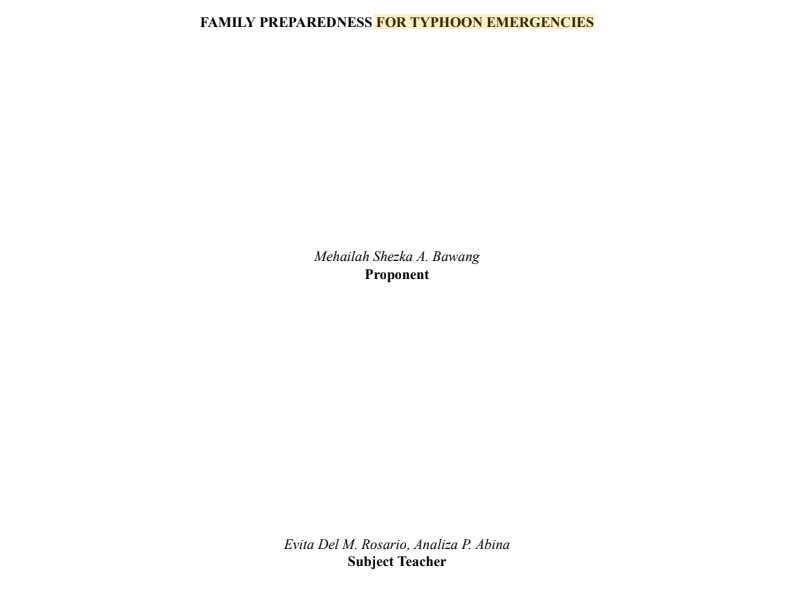 FAMILY PREPAREDNESS FOR TYPHOON EMERGENCIES
Mehailah Shezka A. Bawang
Proponent
Evita Del M. Rosario, Analiza P. Abina
Subject Teacher